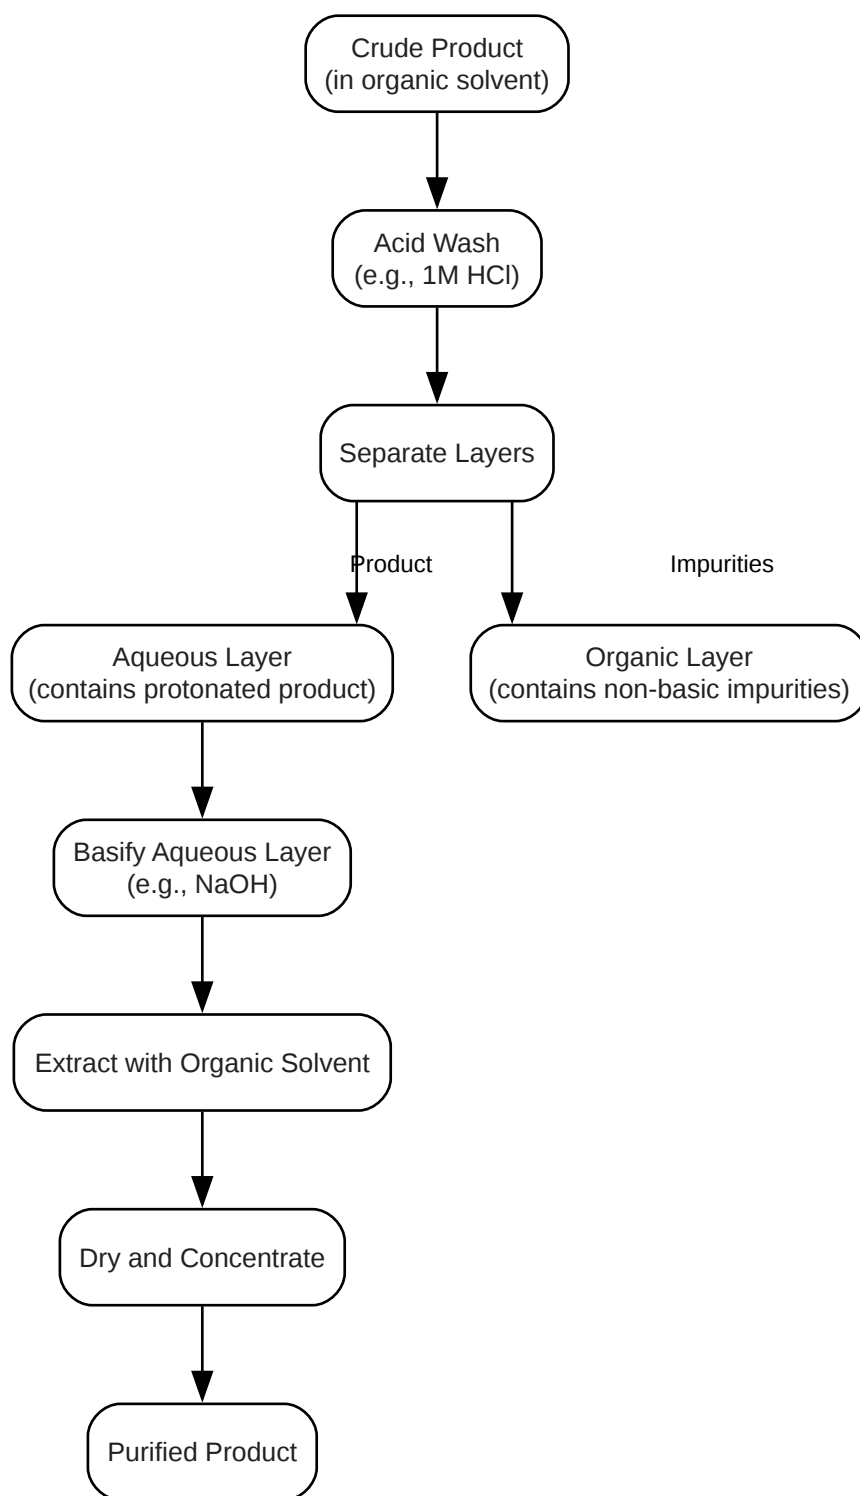 Crude Product
(in organic solvent)
Acid Wash
(e.g., 1M HCl)
Separate Layers
Product
Impurities
Aqueous Layer
(contains protonated product)
Organic Layer
(contains non-basic impurities)
Basify Aqueous Layer
(e.g., NaOH)
Extract with Organic Solvent
Dry and Concentrate
Purified Product